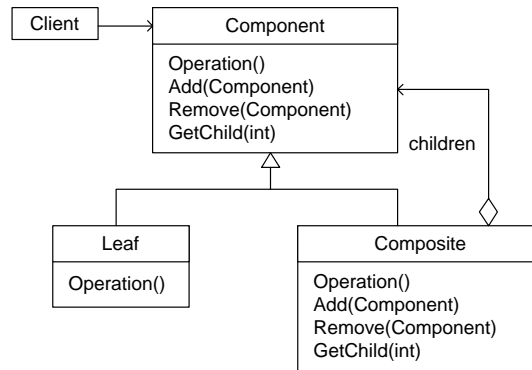 Client
Component
Operation()
Add(Component)
Remove(Component)
GetChild(int)
children
Leaf
Operation()
Composite
Operation()
Add(Component)
Remove(Component)
GetChild(int)